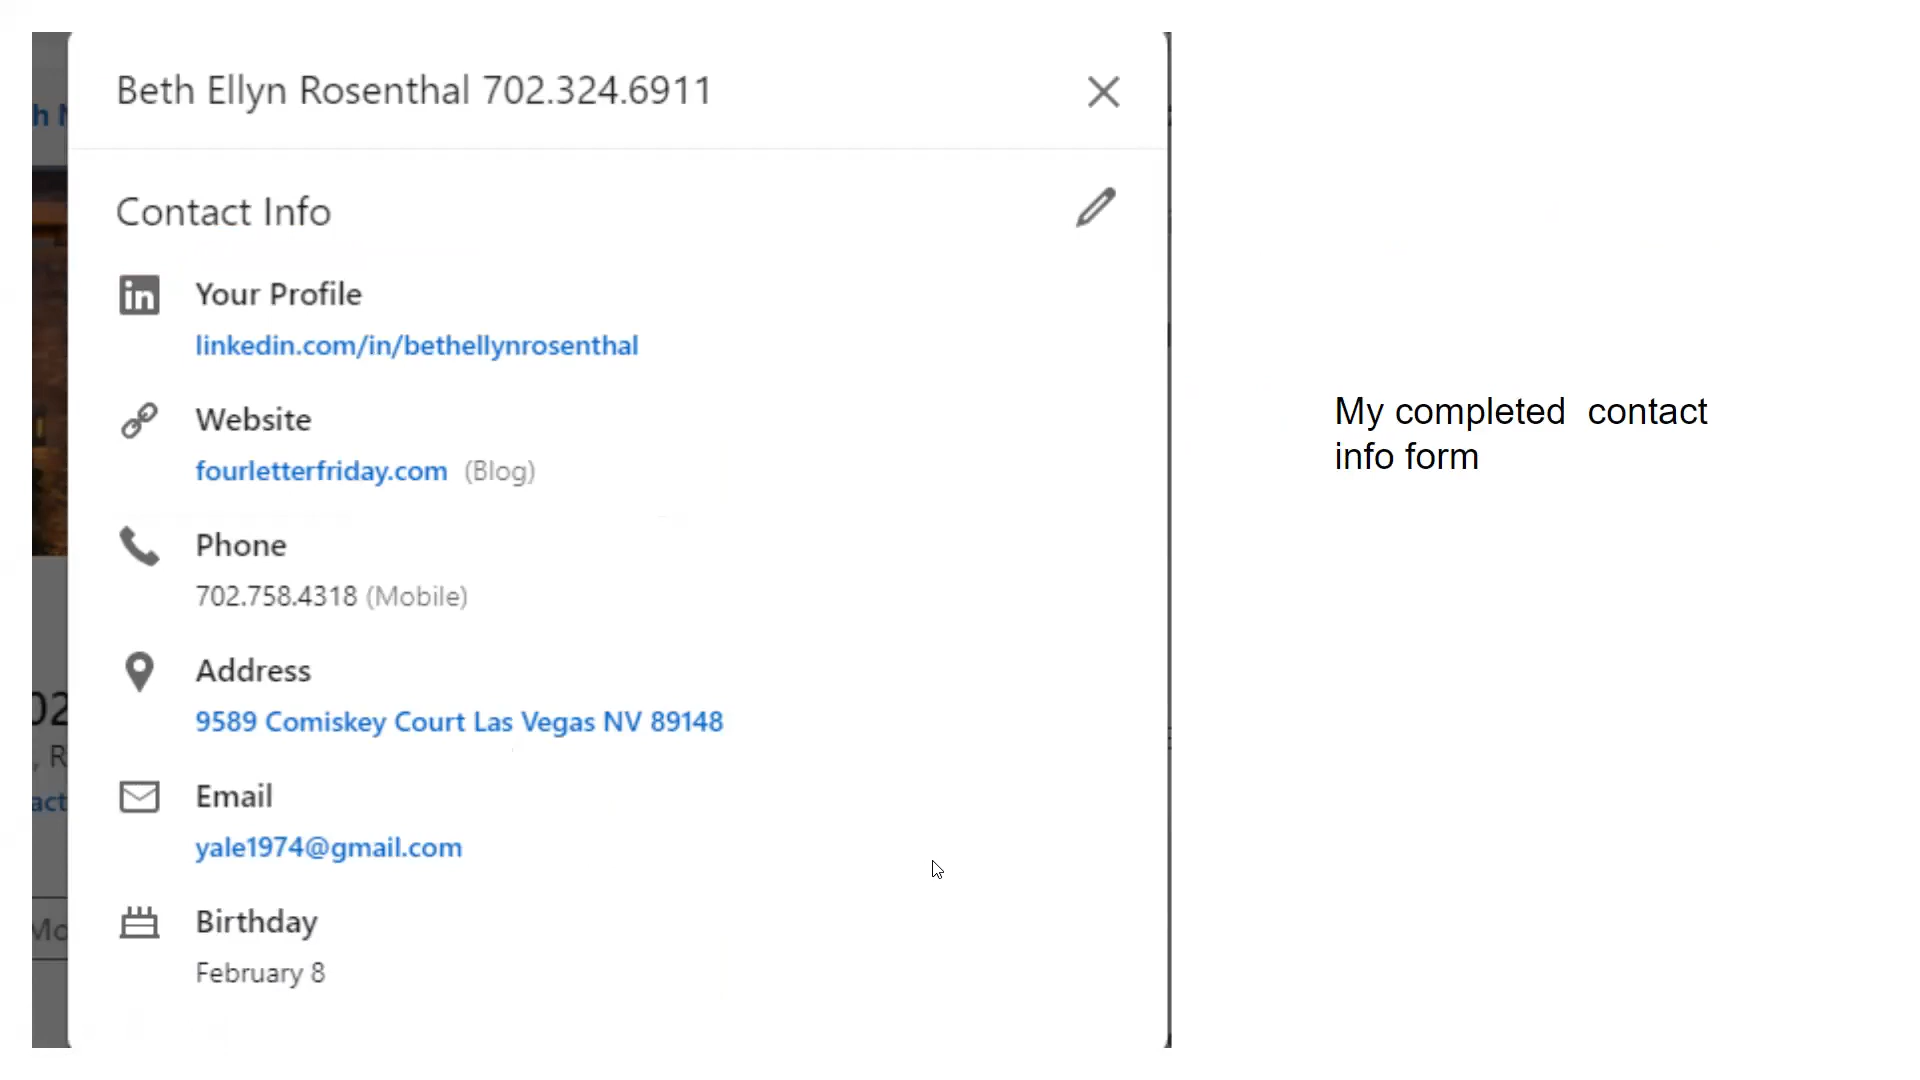 Beth Ellyn Rosenthal 702.324.6911
Contact Info
in Your Profile
linkedin.com/in/bethellynrosenthal
Website
fourletterfriday.com (Blog)
Phone
702.758.4318 (Mobile)
Address
9589 Comiskey Court Las Vegas NV 89148
Email
yale1974@gmail.com
Birthday
February 8
My completed contact
info form